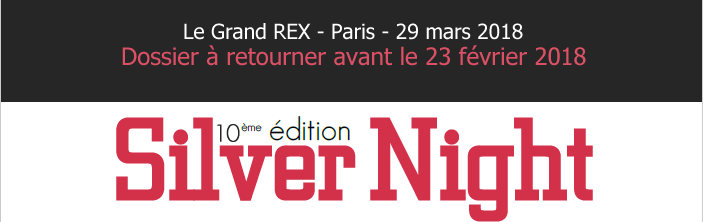 Le Grand REX - Paris - 29 mars 2018
Dossier à retourner avant le 23 février 2018
10ème édition
Silver Night